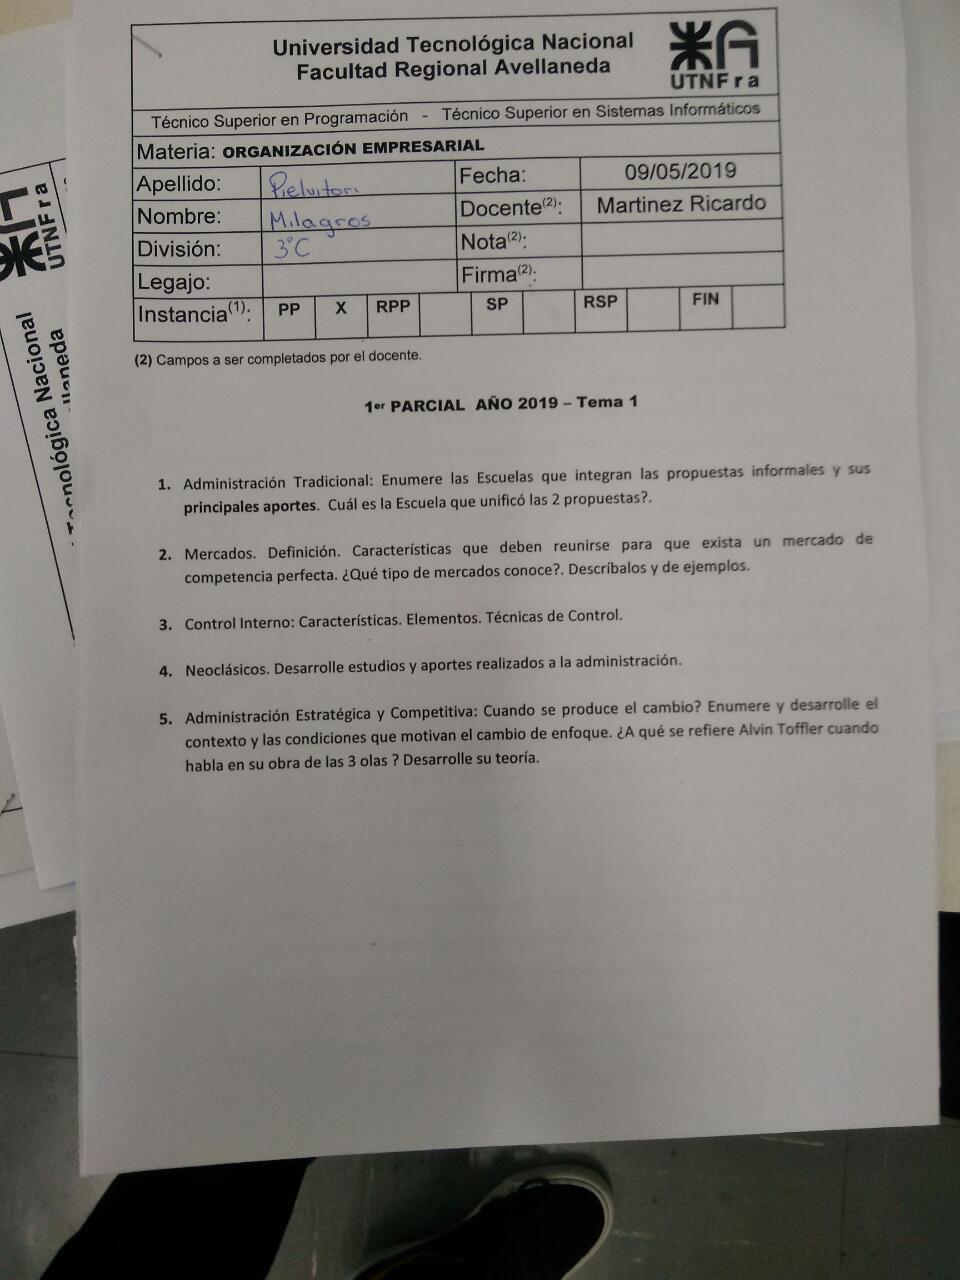 Universidad Tecnológica Nacional
Facultad Regional Avellaneda
UTNFra
Técnico Superior en Programación - Técnico Superior en Sistemas Informáticos
Materia: ORGANIZACIÓN EMPRESARIAL
Apellido: Fecha: 09/05/2019
Nombre: Milagros Docente(2): Martinez Ricardo
División: 3°C Nota(2):
Legajo: Firma(2):
Instancia(1): PP X RPP SP RSP FIN
(2) Campos a ser completados por el docente.
1er PARCIAL AÑO 2019 – Tema 1
1. Administración Tradicional: Enumere las Escuelas que integran las propuestas informales y sus
principales aportes. Cuál es la Escuela que unificó las 2 propuestas?.
2. Mercados. Definición. Características que deben reunirse para que exista un mercado de
competencia perfecta. ¿Qué tipo de mercados conoce?. Descríbalos y de ejemplos.
3. Control Interno: Características. Elementos. Técnicas de Control.
4. Neoclásicos. Desarrolle estudios y aportes realizados a la administración.
5. Administración Estratégica y Competitiva: Cuando se produce el cambio? Enumere y desarrolle el
contexto y las condiciones que motivan el cambio de enfoque. ¿A qué se refiere Alvin Toffler cuando
habla en su obra de las 3 olas ? Desarrolle su teoría.
UTNFra
Tecnológica Nacional
llaneda